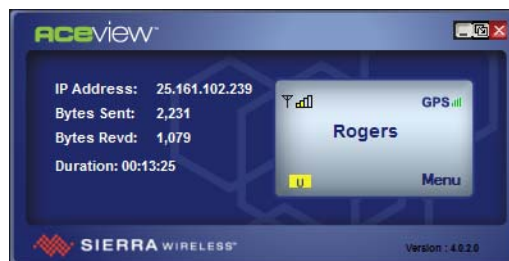 ACEview™
IP Address: 25.161.102.239
Bytes Sent: 2,231
Bytes Revd: 1,079
Duration: 00:13:25
GPS
Rogers
U
Menu
SIERRA WIRELESS®
Version : 4.0.2.0